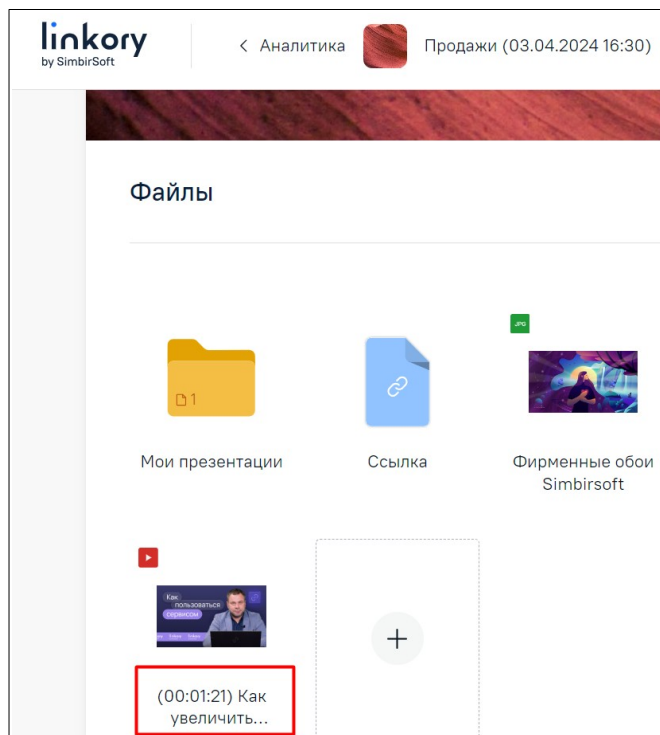 linkory
by SimbirSoft
< Аналитика
Продажи (03.04.2024 16:30)
Файлы
JPG
1
Мои презентации
Ссылка
Фирменные обои
Simbirsoft
Как
пользоваться
сервисом
(00:01:21) Как
увеличить...